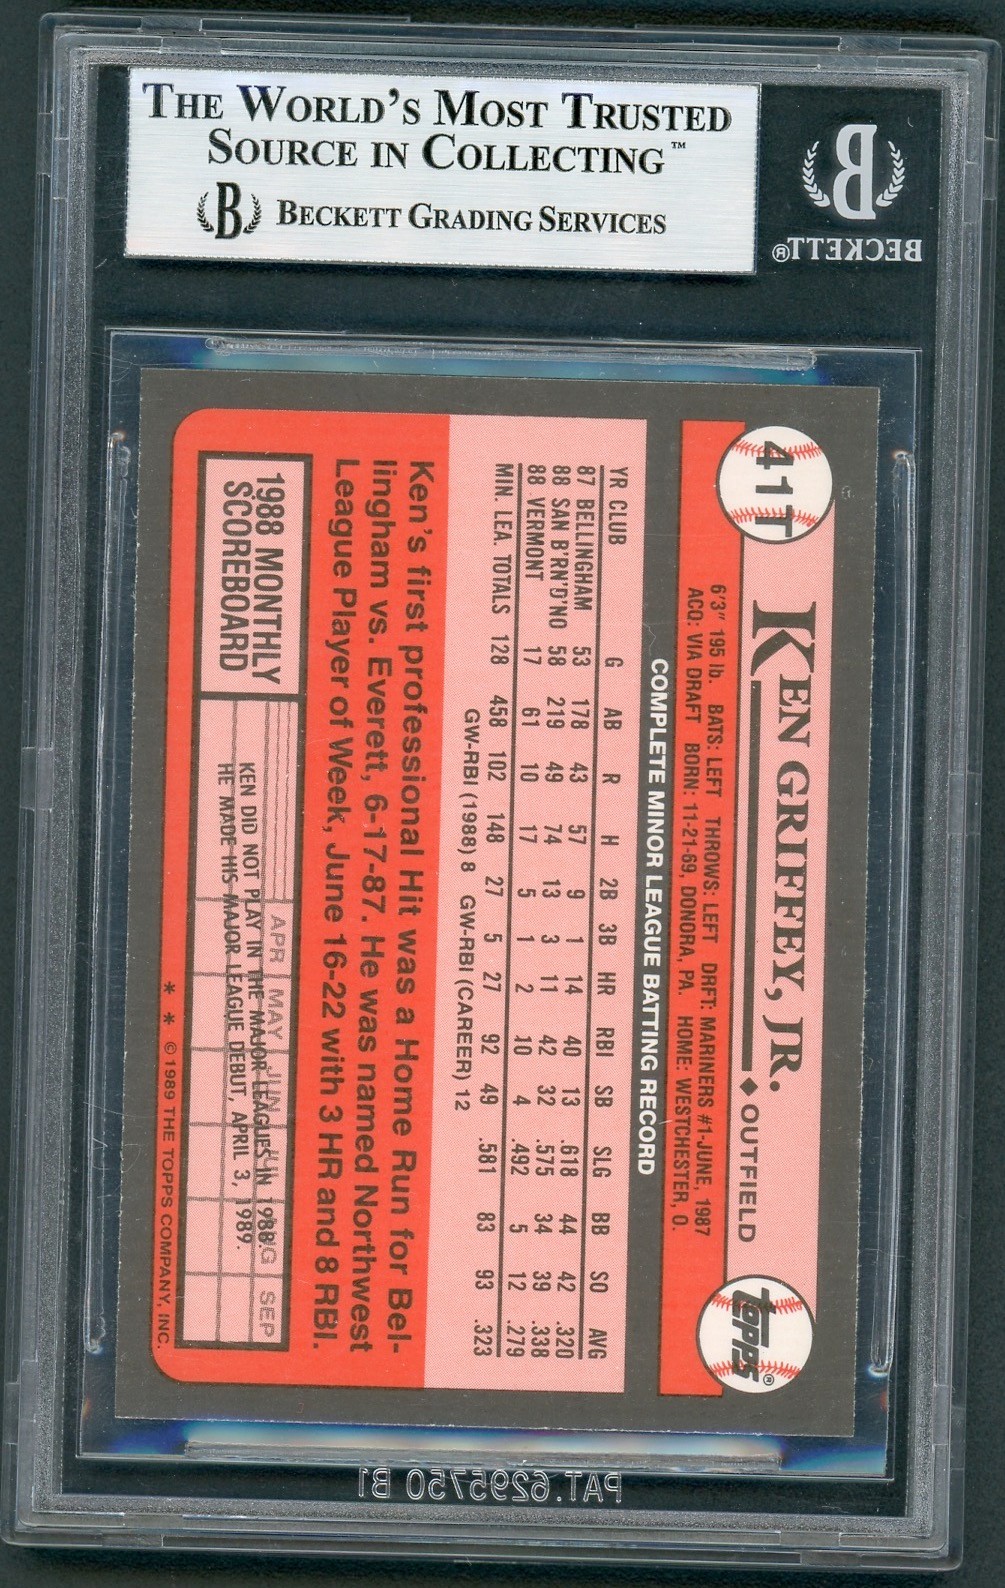 THE WORLD'S MOST TRUSTED
SOURCE IN COLLECTING™
B BECKETT GRADING SERVICES
B
BECKETT®
41T
KEN GRIFFEY, JR. ♦ OUTFIELD
TOPPS®
6'3" 195 lb. BATS: LEFT THROWS: LEFT DRFT: MARINERS #1-JUNE, 1987
ACQ: VIA DRAFT BORN: 11-21-69, DONORA, PA. HOME: WESTCHESTER, O.
COMPLETE MINOR LEAGUE BATTING RECORD
YR CLUB G AB R H 2B 3B HR RBI SB SLG BB SO AVG
87 BELLINGHAM 53 178 43 57 9 1 14 40 13 .618 44 42 .320
88 SAN B'RN'D'NO 58 219 49 74 13 3 11 42 32 .575 34 39 .338
88 VERMONT 17 61 10 17 5 1 2 10 4 .492 5 12 .279
MIN. LEA. TOTALS 128 458 102 148 27 5 27 92 49 .581 83 93 .323
GW-RBI (1988) 8 GW-RBI (CAREER) 12
Ken's first professional Hit was a Home Run for Bel-
lingham vs. Everett, 6-17-87. He was named Northwest
League Player of Week, June 16-22 with 3 HR and 8 RBI.
1988 MONTHLY
SCOREBOARD
APR MAY JUN JUL AUG SEP
KEN DID NOT PLAY IN THE MAJOR LEAGUES IN 1988.
HE MADE HIS MAJOR LEAGUE DEBUT, APRIL 3, 1989.
* * ©1989 THE TOPPS COMPANY, INC.
PAT. 6295750 B1